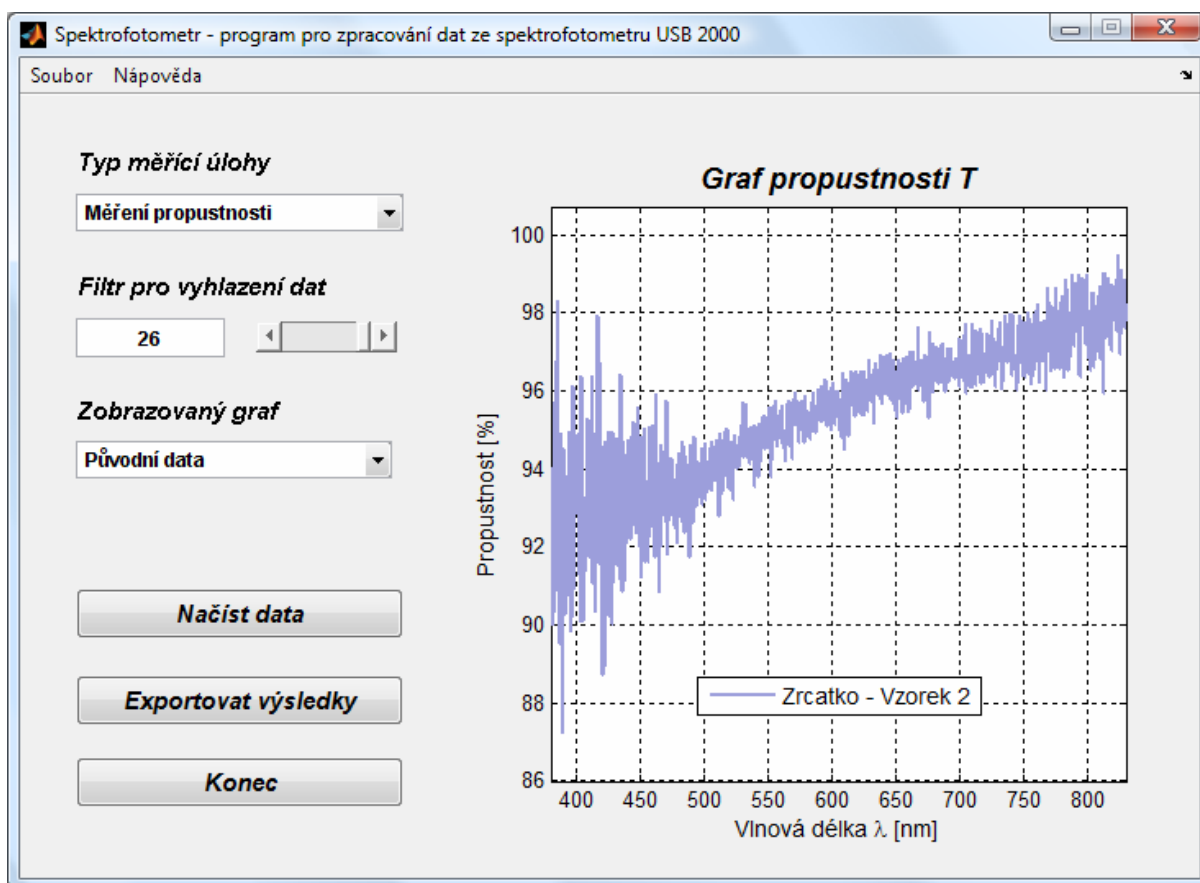 Spektrofotometr - program pro zpracování dat ze spektrofotometru USB 2000
Soubor Nápověda
Typ měřící úlohy
Měření propustnosti
Filtr pro vyhlazení dat
26
Zobrazovaný graf
Původní data
Načíst data
Exportovat výsledky
Konec
Graf propustnosti T
Propustnost [%]
100
98
96
94
92
90
88
86
Zrcatko - Vzorek 2
400 450 500 550 600 650 700 750 800
Vlnová délka λ [nm]